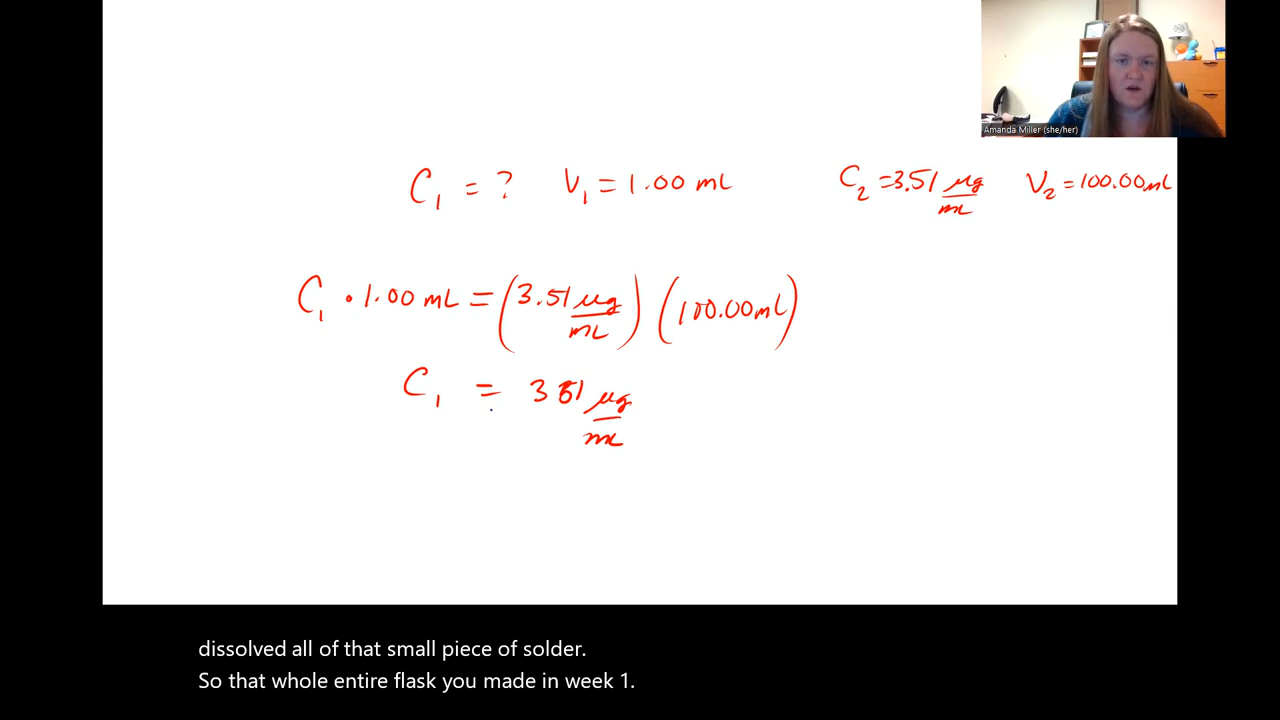 Amanda Miller (she/her)
C₁ = ? V₁ = 1.00 mL C₂ = 3.51 μg/mL V₂ = 100.00 mL
C₁ · 1.00 mL = (3.51 μg/mL) (100.00 mL)
C₁ = 351 μg/mL
dissolved all of that small piece of solder.
So that whole entire flask you made in week 1.